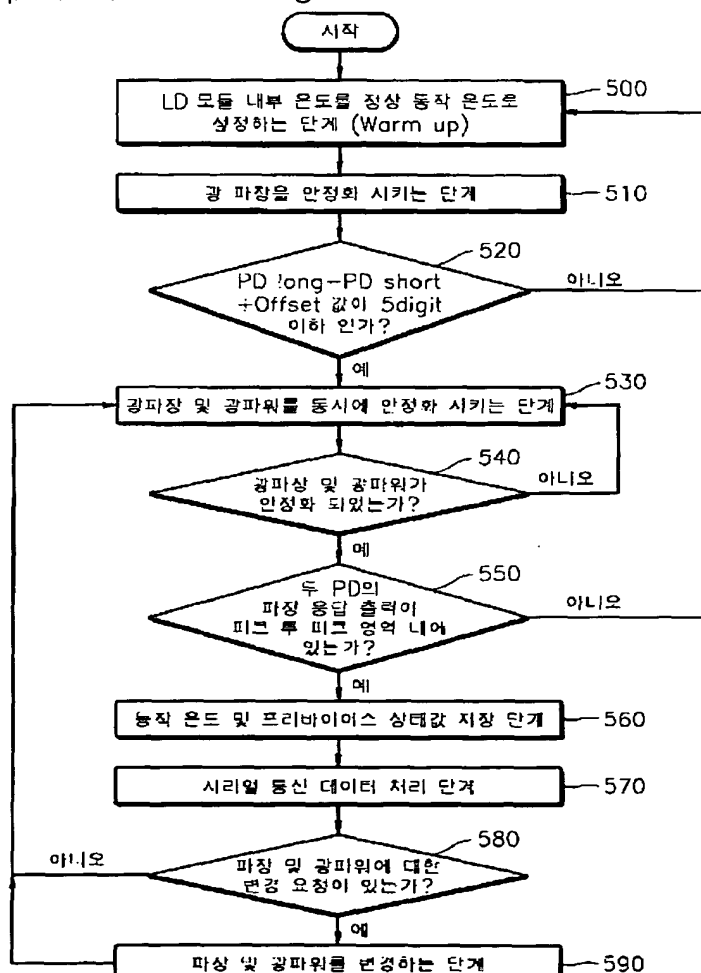 시작
LD 모듈 내부 온도를 정상 동작 온도로
설정하는 단계 (Warm up)
500
광 파장을 안정화 시키는 단계
510
520
PD long-PD short
+Offset 값이 5digit
이하 인가?
아니오
예
530
광파장 및 광파워를 동시에 안정화 시키는 단계
540
광파장 및 광파워가
안정화 되었는가?
아니오
예
550
두 PD의
파장 응답 출력이
피크 투 피크 영역 내에
있는가?
아니오
예
동작 온도 및 프리바이어스 상태값 저장 단계
560
시리얼 통신 데이터 처리 단계
570
580
파장 및 광파워에 대한
변경 요청이 있는가?
아니오
예
파장 및 광파워를 변경하는 단계
590